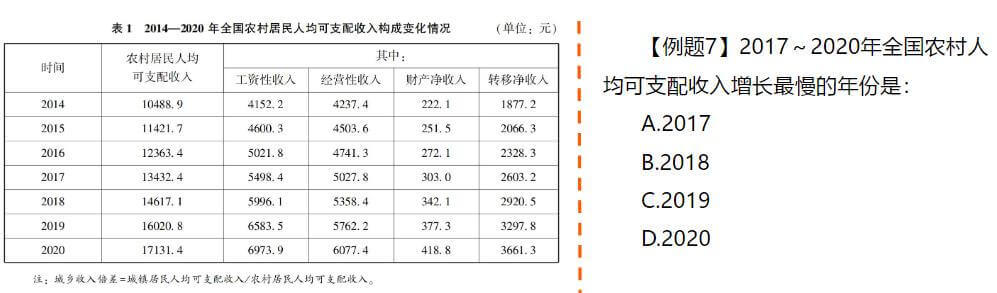 表 1 2014—2020 年全国农村居民人均可支配收入构成变化情况 (单位：元)
时间 农村居民人均可支配收入 其中：
工资性收入 经营性收入 财产净收入 转移净收入
2014 10488.9 4152.2 4237.4 222.1 1877.2
2015 11421.7 4600.3 4503.6 251.5 2066.3
2016 12363.4 5021.8 4741.3 272.1 2328.3
2017 13432.4 5498.4 5027.8 303.0 2603.2
2018 14617.1 5996.1 5358.4 342.1 2920.5
2019 16020.8 6583.5 5762.2 377.3 3297.8
2020 17131.4 6973.9 6077.4 418.8 3661.3
注：城乡收入倍差=城镇居民人均可支配收入/农村居民人均可支配收入。
【例题7】2017～2020年全国农村人
均可支配收入增长最慢的年份是：
A.2017
B.2018
C.2019
D.2020